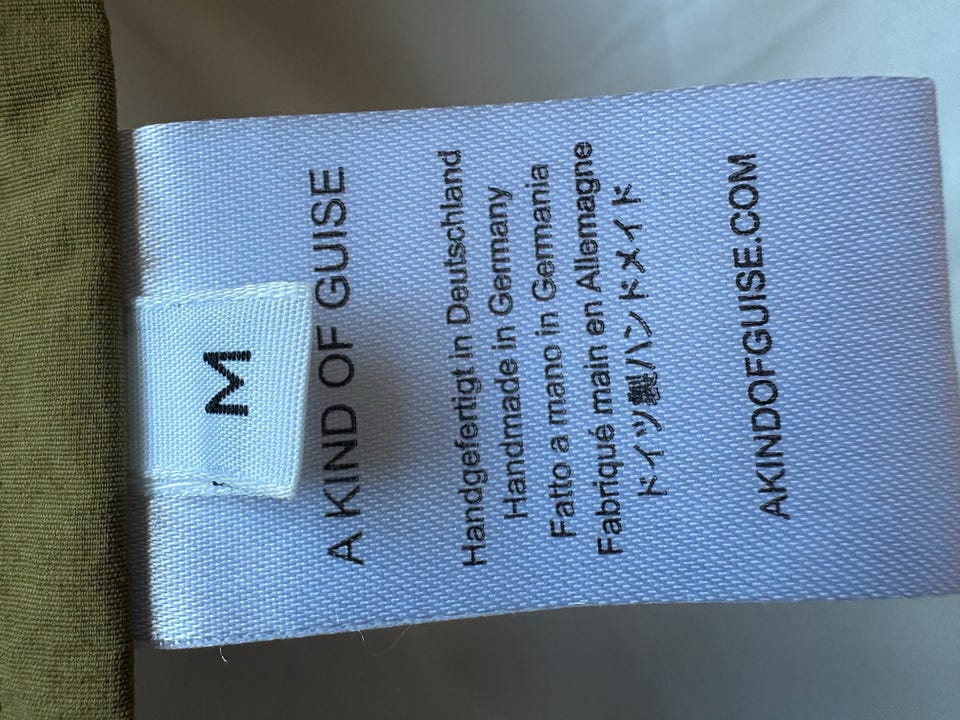 M
A KIND OF GUISE
Handgefertigt in Deutschland
Handmade in Germany
Fatto a mano in Germania
Fabriqué main en Allemagne
ドイツ製ハンドメイド
AKINDOFGUISE.COM